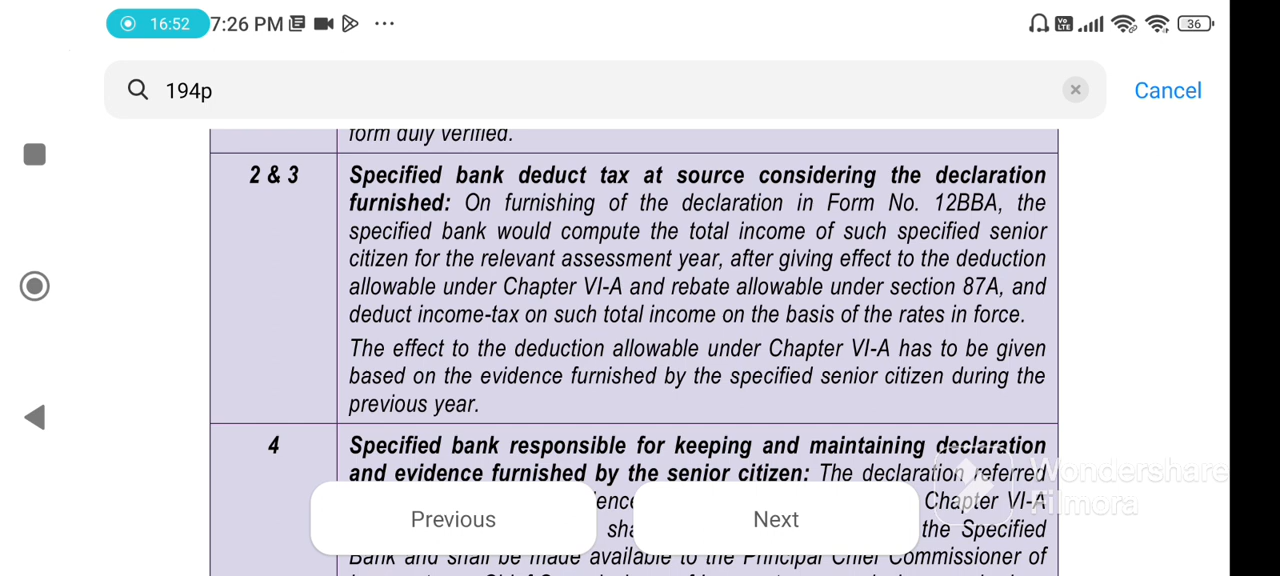 16:52 7:26 PM 36
194p Cancel
form duly verified.
2 & 3 Specified bank deduct tax at source considering the declaration
furnished: On furnishing of the declaration in Form No. 12BBA, the
specified bank would compute the total income of such specified senior
citizen for the relevant assessment year, after giving effect to the deduction
allowable under Chapter VI-A and rebate allowable under section 87A, and
deduct income-tax on such total income on the basis of the rates in force.
The effect to the deduction allowable under Chapter VI-A has to be given
based on the evidence furnished by the specified senior citizen during the
previous year.
4 Specified bank responsible for keeping and maintaining declaration
and evidence furnished by the senior citizen: The declaration referred
Chapter VI-A
the Specified
Bank and shall be made available to the Principal Chief Commissioner of
Previous Next
Wondershare
Filmora